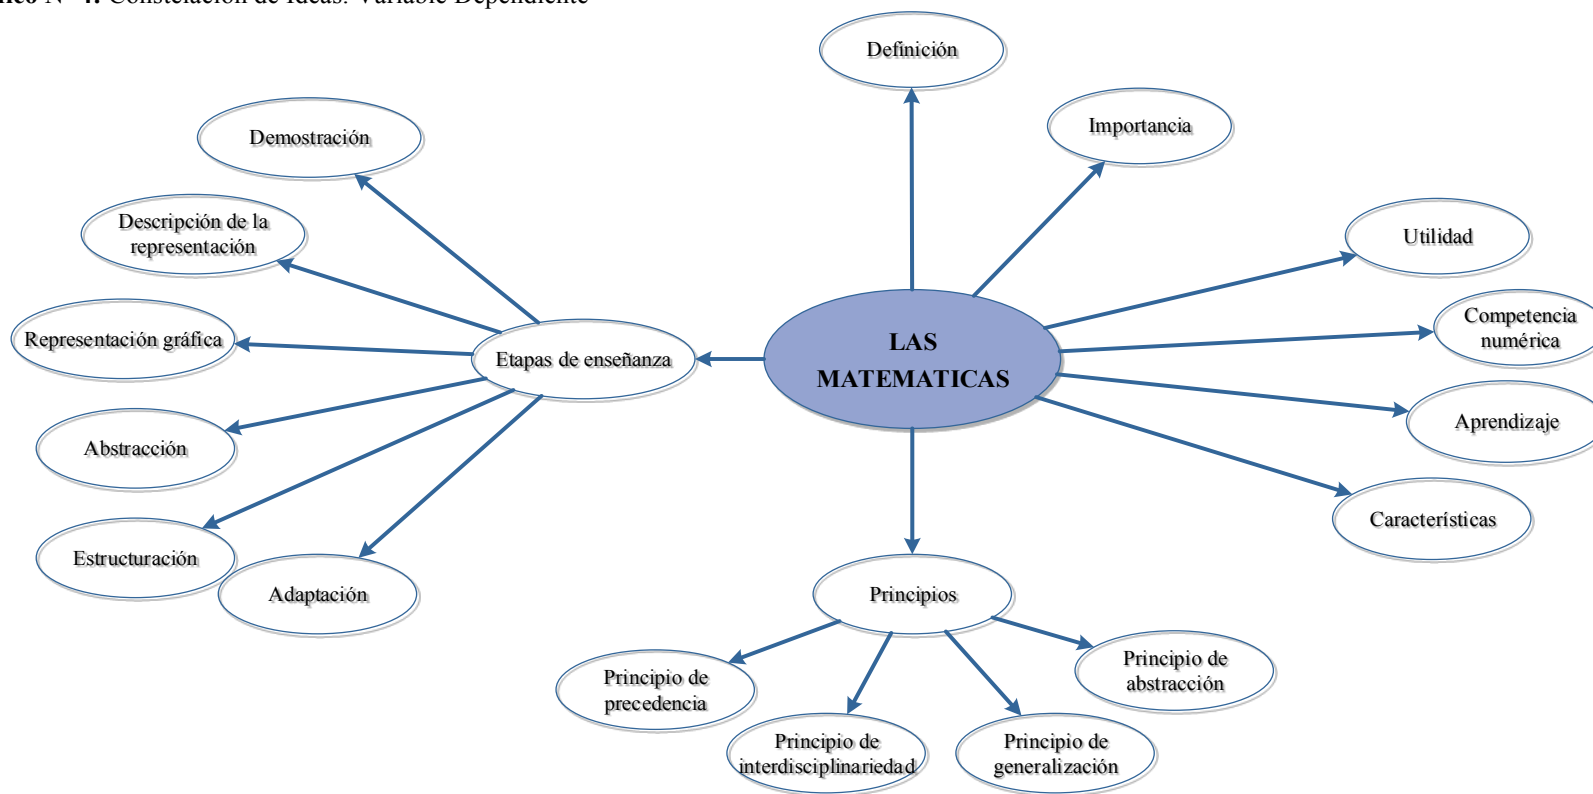 Nº 4: Constelación de Ideas: Variable Dependiente
Definición
Importancia
Demostración
Descripción de la
representación
Utilidad
Representación gráfica
Etapas de enseñanza
LAS
MATEMATICAS
Competencia
numérica
Aprendizaje
Abstracción
Características
Estructuración
Adaptación
Principios
Principio de
precedencia
Principio de
interdisciplinariedad
Principio de
generalización
Principio de
abstracción